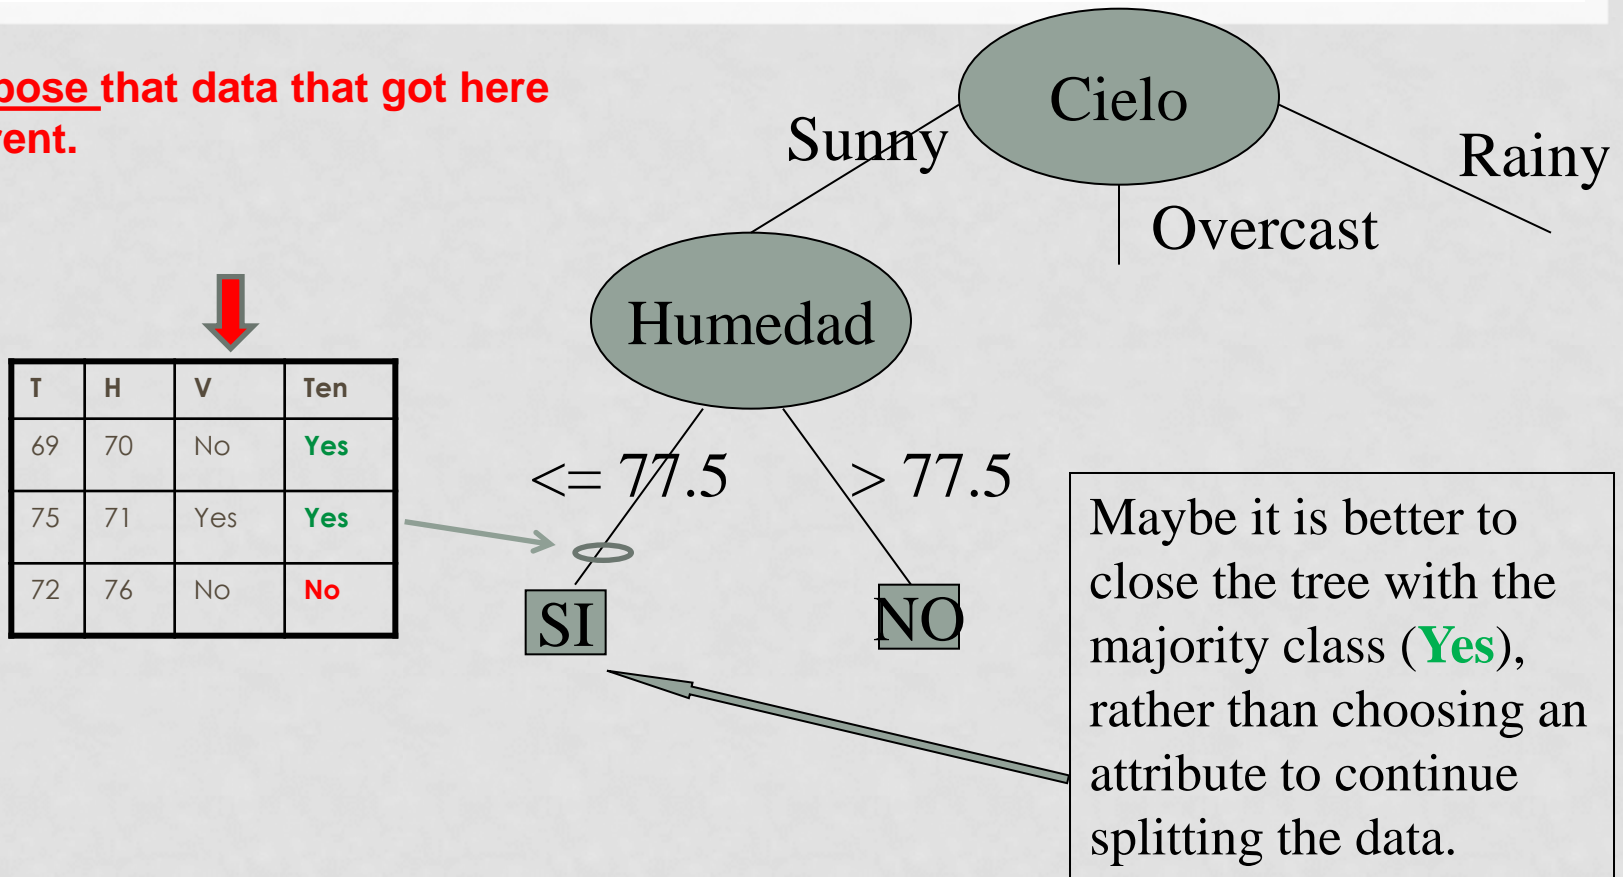 that data that got here
Cielo
Sunny
Rainy
Overcast
Humedad
T H V Ten
69 70 No Yes
75 71 Yes Yes
72 76 No No
<= 77.5
> 77.5
SI
NO
Maybe it is better to
close the tree with the
majority class (Yes),
rather than choosing an
attribute to continue
splitting the data.